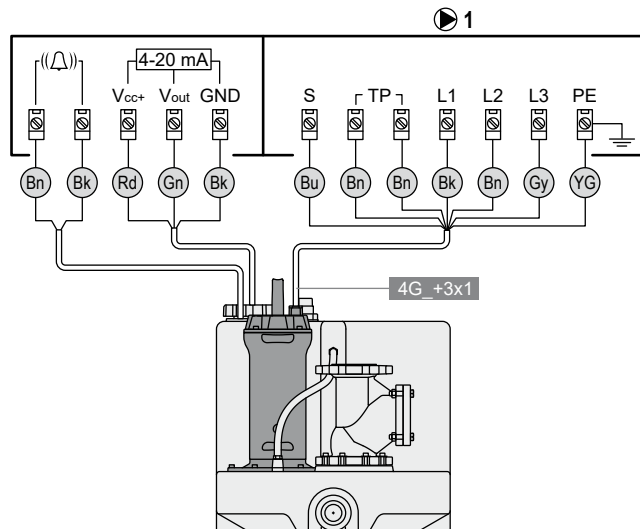 1
4-20 mA
Vcc+ Vout GND S TP L1 L2 L3 PE
Bn Bk Rd Gn Bk Bu Bn Bn Bk Bn Gy YG
4G_+3x1